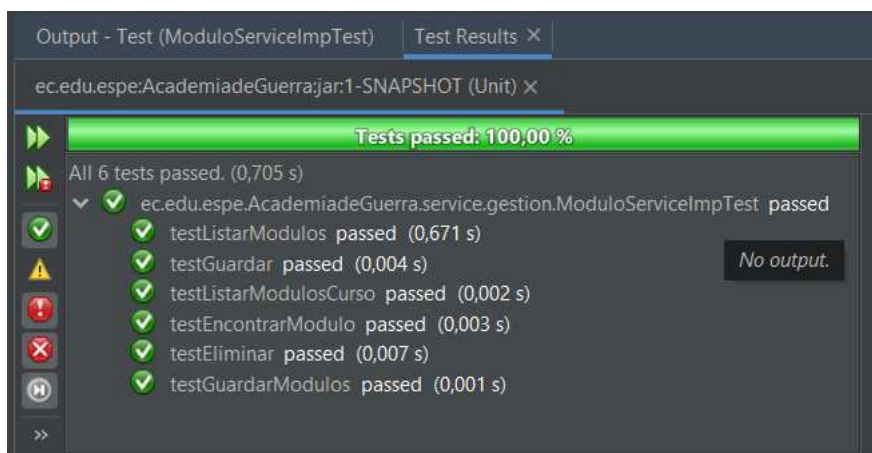 Output - Test (ModuloServiceImpTest) Test Results ×
ec.edu.espe:AcademiadeGuerra:jar:1-SNAPSHOT (Unit) ×
Tests passed: 100,00 %
All 6 tests passed. (0,705 s)
ec.edu.espe.AcademiadeGuerra.service.gestion.ModuloServiceImpTest passed
testListarModulos passed (0,671 s)
testGuardar passed (0,004 s)
No output.
testListarModulosCurso passed (0,002 s)
testEncontrarModulo passed (0,003 s)
testEliminar passed (0,007 s)
testGuardarModulos passed (0,001 s)